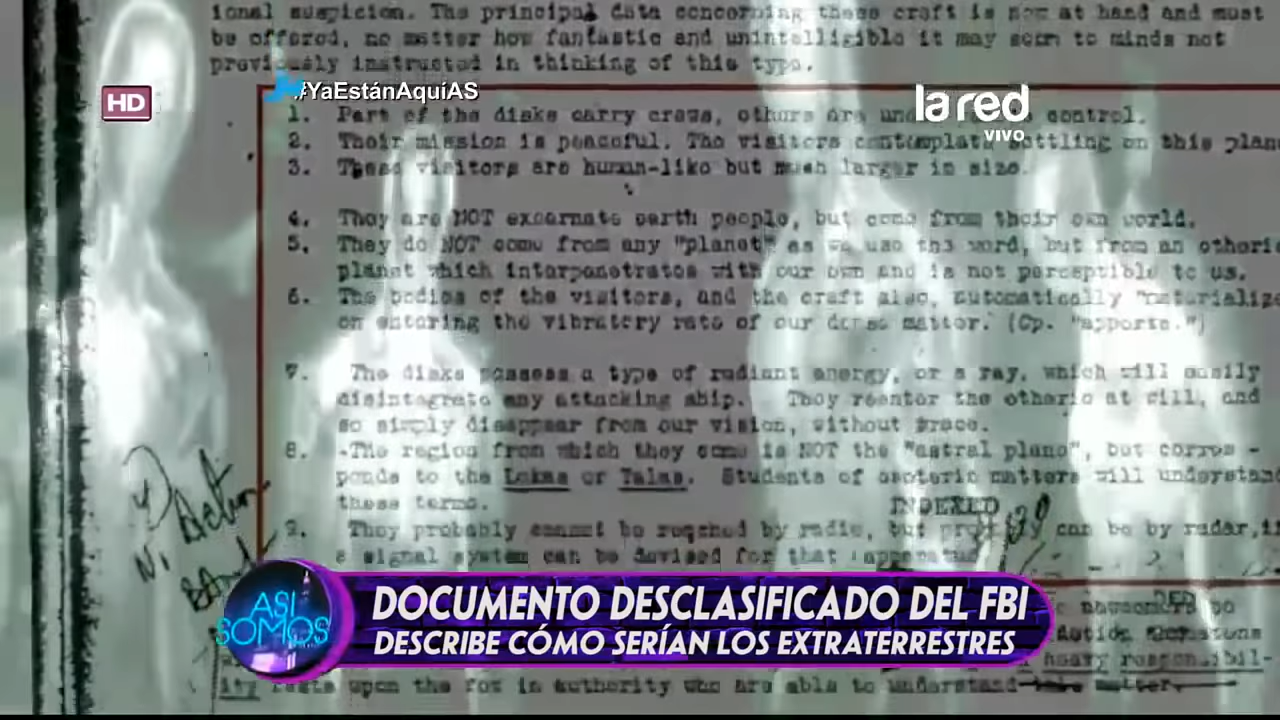 ional suspicion. The principal data concerning these craft is now at hand and must
be offered, no matter how fantastic and unintelligible it may seem to minds not
previously instructed in thinking of this type.
HD
#YaEstánAquíAS
la red
VIVO
1. Part of the disks carry crews, others are under control.
2. Their mission is peaceful. The visitors contemplate settling on this plane
3. These visitors are human-like but much larger in size.
4. They are NOT excarnate earth people, but come from their own world.
5. They do NOT come from any "planet" as we use the word, but from an etheric
planet which interpenetrates with our own and is not perceptible to us.
6. The bodies of the visitors, and the craft also, automatically "materialize
on entering the vibratory rate of our dense matter. (Cp. "apports.")
7. The disks possess a type of radiant energy, or a ray, which will easily
disintegrate any attacking ship. They reenter the etheric at will, and
so simply disappear from our vision, without trace.
8. -The region from which they come is NOT the "astral plane", but corres -
ponds to the Lokas or Talas. Students of esoteric matters will understand
these terms.
INDEXED
9. They probably cannot be reached by radio, but probably can be by radar, if
a signal system can be devised for that apparatus
ASI
SOMOS
DOCUMENTO DESCLASIFICADO DEL FBI
DESCRIBE CÓMO SERÍAN LOS EXTRATERRESTRES
heavy responsibil-
ity rests upon the few in authority who are able to understand this matter.